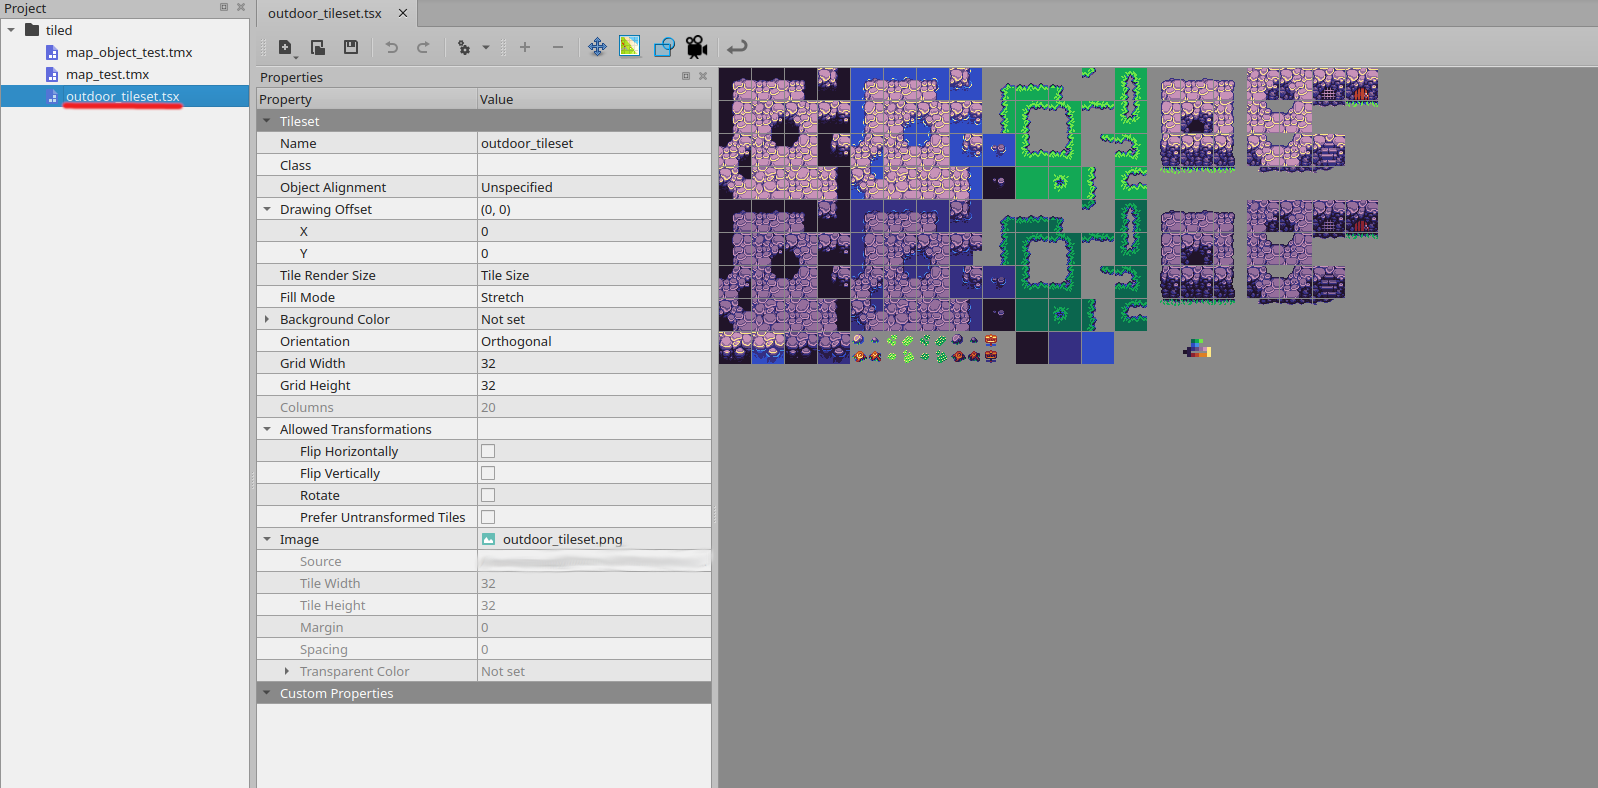 Project
tiled
map_object_test.tmx
map_test.tmx
outdoor_tileset.tsx
outdoor_tileset.tsx
Properties
Property Value
Tileset
Name outdoor_tileset
Class
Object Alignment Unspecified
Drawing Offset (0, 0)
X 0
Y 0
Tile Render Size Tile Size
Fill Mode Stretch
Background Color Not set
Orientation Orthogonal
Grid Width 32
Grid Height 32
Columns 20
Allowed Transformations
Flip Horizontally
Flip Vertically
Rotate
Prefer Untransformed Tiles
Image outdoor_tileset.png
Source
Tile Width 32
Tile Height 32
Margin 0
Spacing 0
Transparent Color Not set
Custom Properties